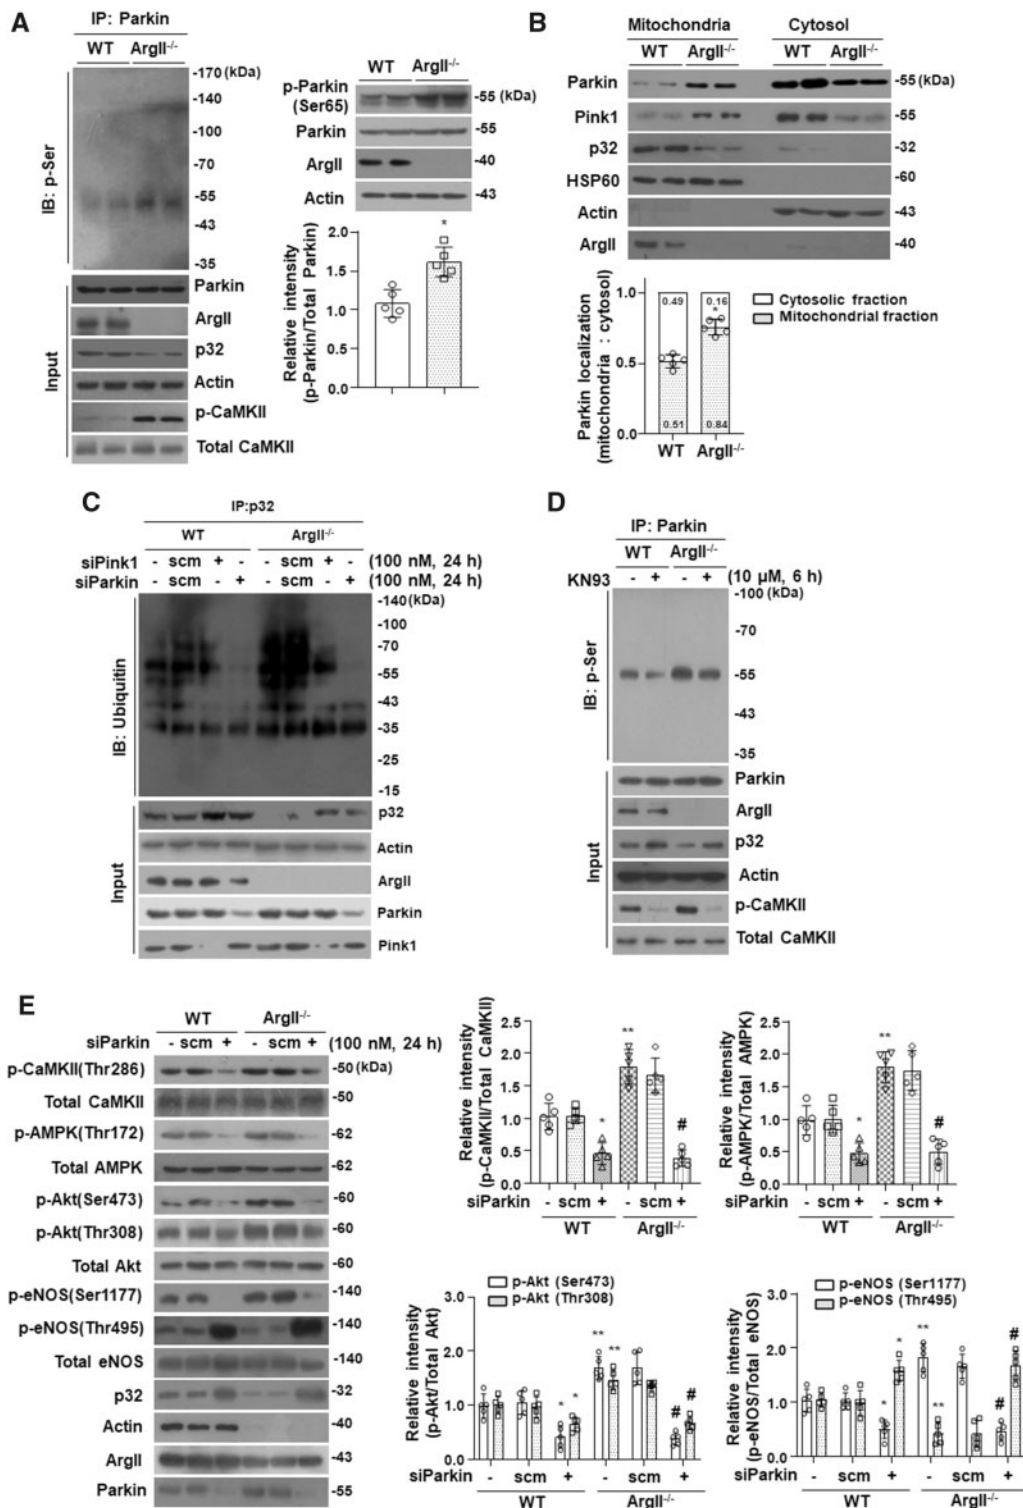 A
IP: Parkin
WT ArgII-/-
-170 (kDa)
-140
-100
-70
-55
-43
-35
IB: p-Ser
Parkin
ArgII
p32
Actin
p-CaMKII
Total CaMKII
Input
WT ArgII-/-
p-Parkin
(Ser65)
-55 (kDa)
Parkin -55
ArgII -40
Actin -43
Relative intensity
(p-Parkin/Total Parkin)
2.0
1.5
1.0
0.5
0.0
*
B
Mitochondria Cytosol
WT ArgII-/- WT ArgII-/-
Parkin -55 (kDa)
Pink1 -55
p32 -32
HSP60 -60
Actin -43
ArgII -40
Parkin localization
(mitochondria : cytosol)
1.0
0.5
0.0
0.49 0.16
*
0.51 0.84
WT ArgII-/-
Cytosolic fraction
Mitochondrial fraction
C
IP:p32
WT ArgII-/-
siPink1 - scm + - scm + (100 nM, 24 h)
siParkin - scm + - scm + (100 nM, 24 h)
-140 (kDa)
-100
-70
-55
-35
-25
-15
IB: Ubiquitin
p32
Actin
ArgII
Parkin
Pink1
Input
D
IP: Parkin
WT ArgII-/-
KN93 - + - + (10 µM, 6 h)
-100 (kDa)
-70
-55
-43
-35
IB: p-Ser
Parkin
ArgII
p32
Actin
p-CaMKII
Total CaMKII
Input
E
WT ArgII-/-
siParkin - scm + - scm + (100 nM, 24 h)
p-CaMKII(Thr286) -50 (kDa)
Total CaMKII -50
p-AMPK(Thr172) -62
Total AMPK -62
p-Akt(Ser473) -60
p-Akt(Thr308) -60
Total Akt -60
p-eNOS(Ser1177) -140
p-eNOS(Thr495) -140
Total eNOS -140
p32 -32
Actin -40
ArgII -43
Parkin -55
Relative intensity
(p-CaMKII/Total CaMKII)
2.5
2.0
1.5
1.0
0.5
0.0
* ** #
siParkin - scm + - scm +
WT ArgII-/-
Relative intensity
(p-AMPK/Total AMPK)
2.5
2.0
1.5
1.0
0.5
0.0
* ** #
siParkin - scm + - scm +
WT ArgII-/-
p-Akt (Ser473)
p-Akt (Thr308)
Relative intensity
(p-Akt/Total Akt)
3.0
2.0
1.0
0.0
* * ** ** # #
siParkin - scm + - scm +
WT ArgII-/-
p-eNOS (Ser1177)
p-eNOS (Thr495)
Relative intensity
(p-eNOS/Total eNOS)
3.0
2.0
1.0
0.0
* * ** ** # #
siParkin - scm + - scm +
WT ArgII-/-